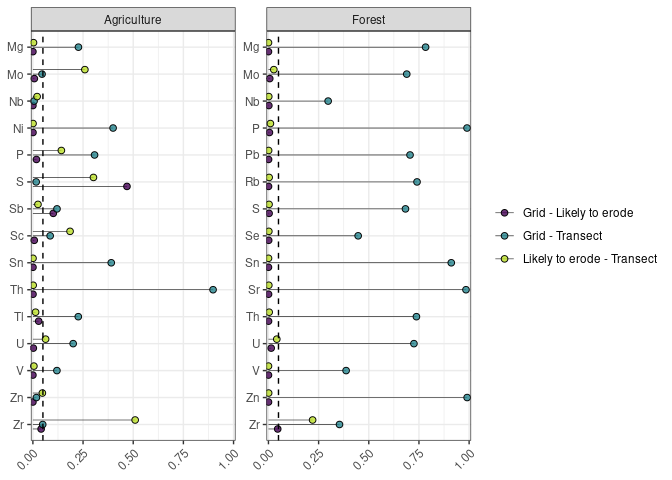 Agriculture
Forest
Mg
Mo
Nb
Ni
P
S
Sb
Sc
Sn
Th
Tl
U
V
Zn
Zr
Mg
Mo
Nb
P
Pb
Rb
S
Se
Sn
Sr
Th
U
V
Zn
Zr
0.00
0.25
0.50
0.75
1.00
0.00
0.25
0.50
0.75
1.00
Grid - Likely to erode
Grid - Transect
Likely to erode - Transect